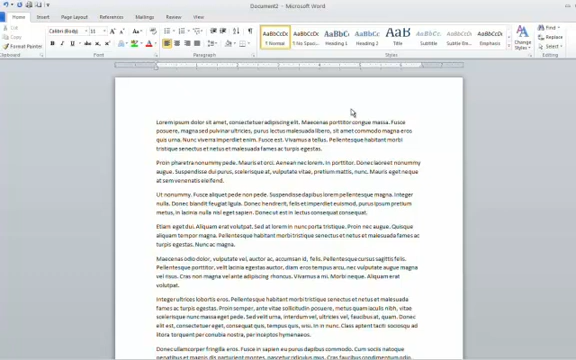 Document2 - Microsoft Word
Home Insert Page Layout References Mailings Review View
Cut Calibri (Body) 11 Find
Copy AaBbCcDc AaBbCcDc AaBbC AaBbCc AaB AaBbCc. AaBbCcDc AaBbCcDc Replace
Format Painter ¶ Normal ¶ No Spac... Heading 1 Heading 2 Title Subtitle Subtle Em... Emphasis Select
Clipboard Font Paragraph Styles Editing
Lorem ipsum dolor sit amet, consectetuer adipiscing elit. Maecenas porttitor congue massa. Fusce
posuere, magna sed pulvinar ultricies, purus lectus malesuada libero, sit amet commodo magna eros
quis urna. Nunc viverra imperdiet enim. Fusce est. Vivamus a tellus. Pellentesque habitant morbi
tristique senectus et netus et malesuada fames ac turpis egestas.
Proin pharetra nonummy pede. Mauris et orci. Aenean nec lorem. In porttitor. Donec laoreet nonummy
augue. Suspendisse dui purus, scelerisque at, vulputate vitae, pretium mattis, nunc. Mauris eget neque
at sem venenatis eleifend.
Ut nonummy. Fusce aliquet pede non pede. Suspendisse dapibus lorem pellentesque magna. Integer
nulla. Donec blandit feugiat ligula. Donec hendrerit, felis et imperdiet euismod, purus ipsum pretium
metus, in lacinia nulla nisl eget sapien. Donec ut est in lectus consequat consequat.
Etiam eget dui. Aliquam erat volutpat. Sed at lorem in nunc porta tristique. Proin nec augue. Quisque
aliquam tempor magna. Pellentesque habitant morbi tristique senectus et netus et malesuada fames ac
turpis egestas. Nunc ac magna.
Maecenas odio dolor, vulputate vel, auctor ac, accumsan id, felis. Pellentesque cursus sagittis felis.
Pellentesque porttitor, velit lacinia egestas auctor, diam eros tempus arcu, nec vulputate augue magna
vel risus. Cras non magna vel ante adipiscing rhoncus. Vivamus a mi. Morbi neque. Aliquam erat
volutpat.
Integer ultrices lobortis eros. Pellentesque habitant morbi tristique senectus et netus et malesuada
fames ac turpis egestas. Proin semper, ante vitae sollicitudin posuere, metus quam iaculis nibh, vitae
scelerisque nunc massa eget pede. Sed velit urna, interdum vel, ultricies vel, faucibus at, quam. Donec
elit est, consectetuer eget, consequat quis, tempus quis, wisi. In in nunc. Class aptent taciti sociosqu ad
litora torquent per conubia nostra, per inceptos hymenaeos.
Donec ullamcorper fringilla eros. Fusce in sapien eu purus dapibus commodo. Cum sociis natoque
penatibus et magnis dis parturient montes, nascetur ridiculus mus. Cras faucibus condimentum odio.